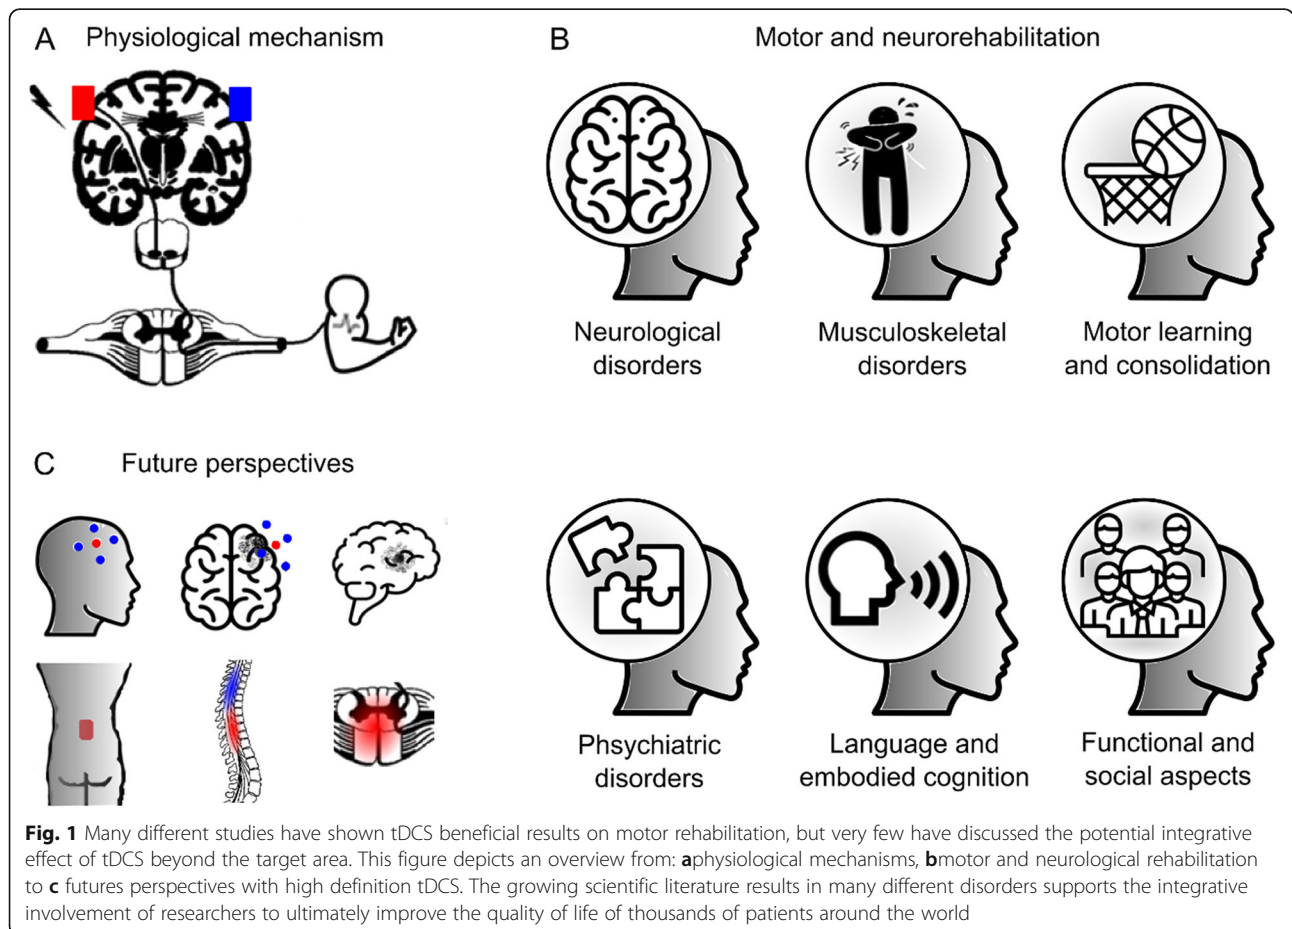 A Physiological mechanism
B Motor and neurorehabilitation
Neurological
disorders
Musculoskeletal
disorders
Motor learning
and consolidation
C Future perspectives
Phsychiatric
disorders
Language and
embodied cognition
Functional and
social aspects
Fig. 1 Many different studies have shown tDCS beneficial results on motor rehabilitation, but very few have discussed the potential integrative
effect of tDCS beyond the target area. This figure depicts an overview from: aphysiological mechanisms, bmotor and neurological rehabilitation
to c futures perspectives with high definition tDCS. The growing scientific literature results in many different disorders supports the integrative
involvement of researchers to ultimately improve the quality of life of thousands of patients around the world